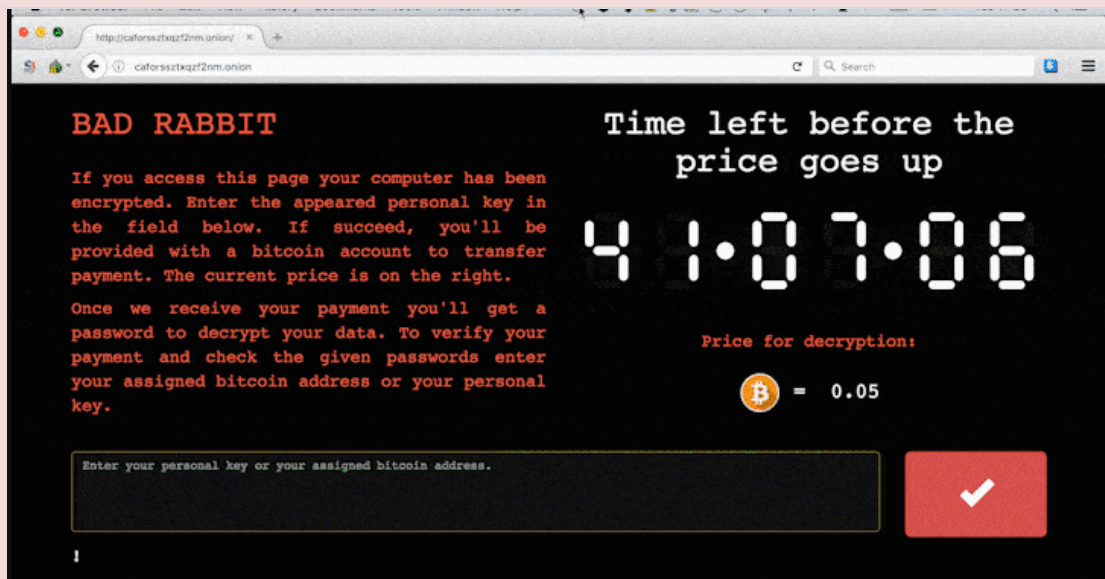 http://caforssztxqzf2nm.onion/
caforssztxqzf2nm.onion
Search
BAD RABBIT
If you access this page your computer has been
encrypted. Enter the appeared personal key in
the field below. If succeed, you'll be
provided with a bitcoin account to transfer
payment. The current price is on the right.
Once we receive your payment you'll get a
password to decrypt your data. To verify your
payment and check the given passwords enter
your assigned bitcoin address or your personal
key.
Time left before the
price goes up
41·07·06
Price for decryption:
= 0.05
Enter your personal key or your assigned bitcoin address.
!